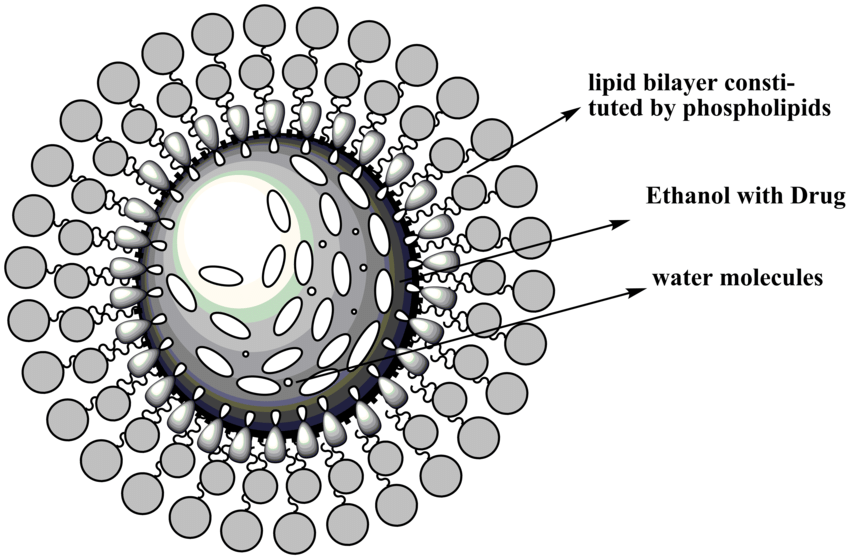 lipid bilayer consti-
tuted by phospholipids
Ethanol with Drug
water molecules